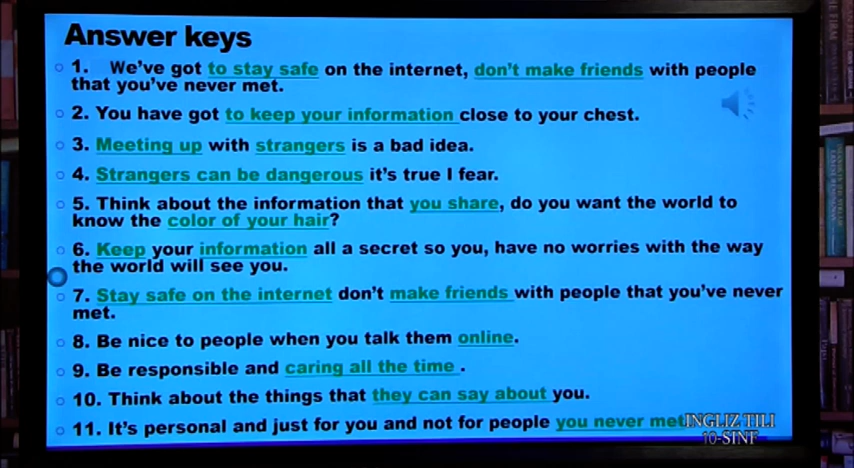 Answer keys
1. We've got to stay safe on the internet, don't make friends with people
that you've never met.
2. You have got to keep your information close to your chest.
3. Meeting up with strangers is a bad idea.
4. Strangers can be dangerous it's true I fear.
5. Think about the information that you share, do you want the world to
know the color of your hair?
6. Keep your information all a secret so you, have no worries with the way
the world will see you.
7. Stay safe on the internet don't make friends with people that you've never
met.
8. Be nice to people when you talk them online.
9. Be responsible and caring all the time .
10. Think about the things that they can say about you.
11. It's personal and just for you and not for people you never met
INGLIZ TILI
10-SINF